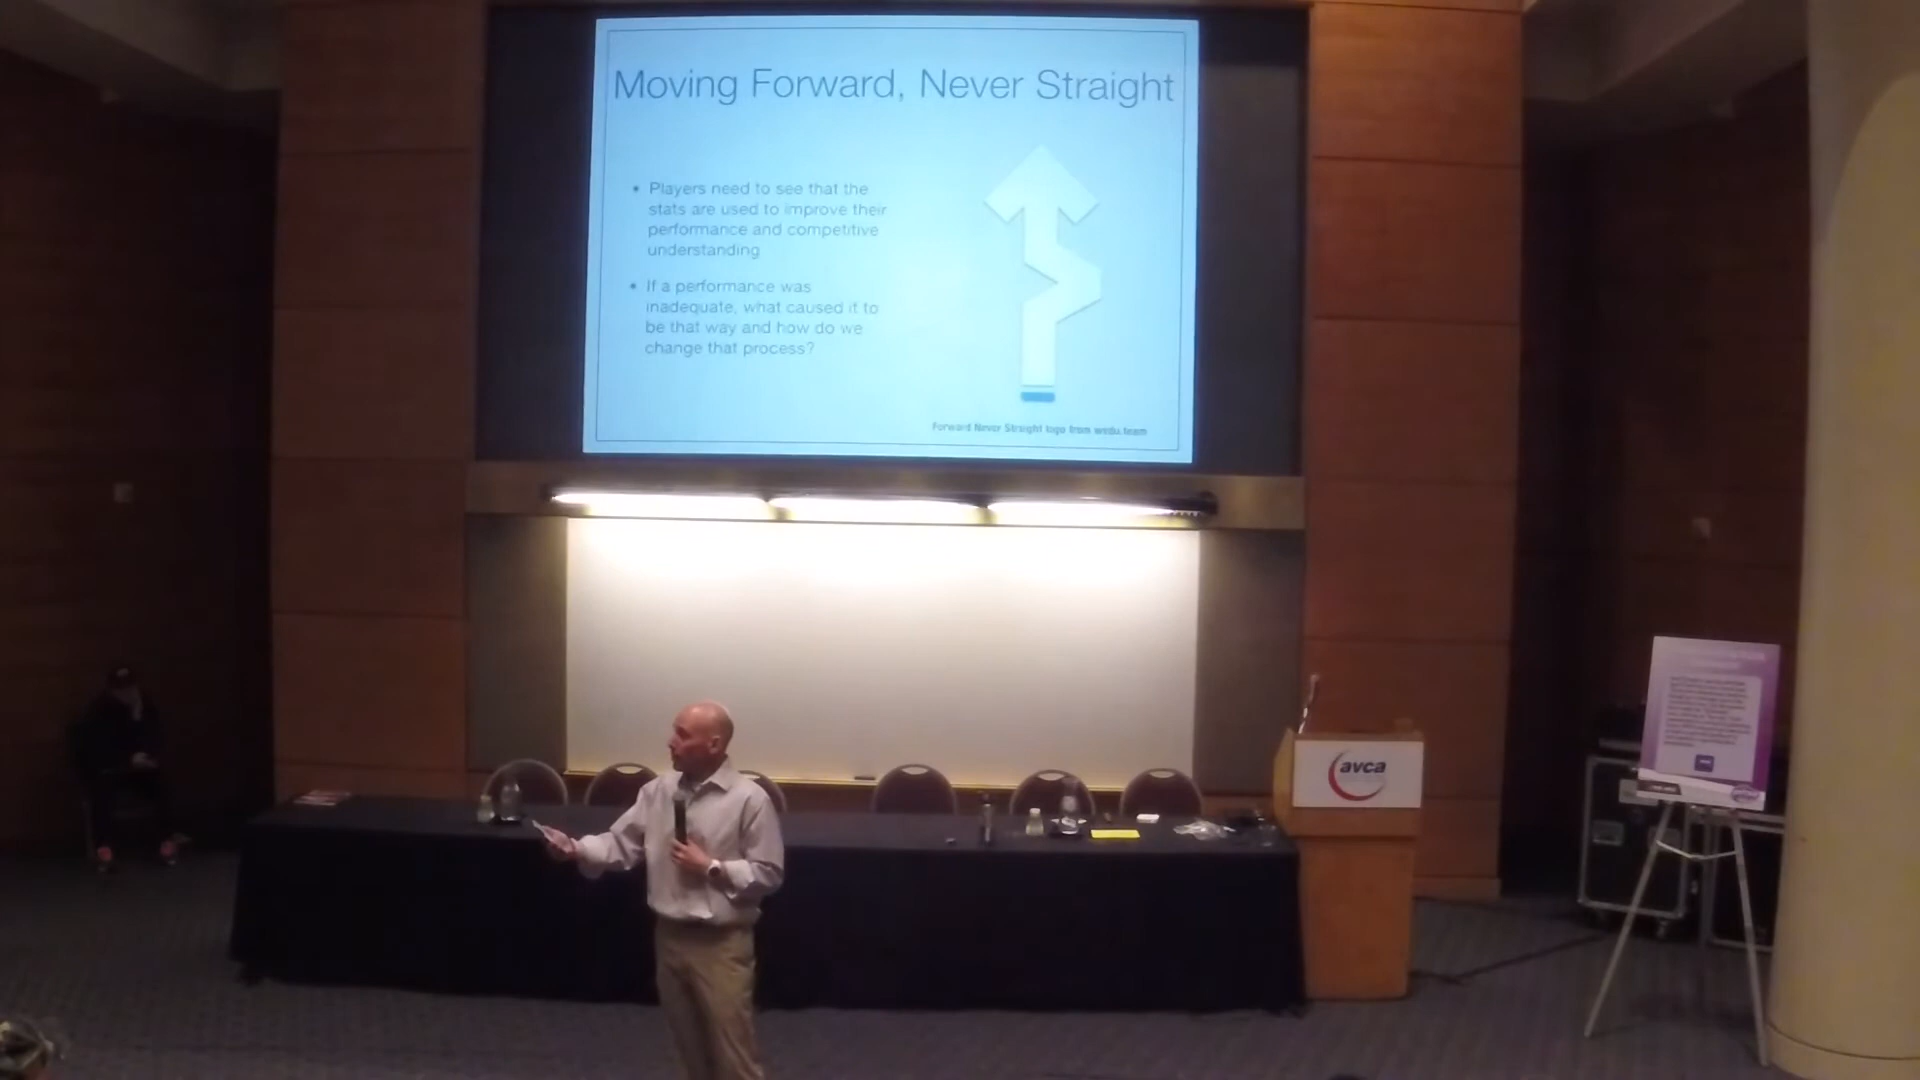 Moving Forward, Never Straight
• Players need to see that the
stats are used to improve their
performance and competitive
understanding
• If a performance was
inadequate, what caused it to
be that way and how do we
change that process?
Forward Never Straight logo from wedu.team
avca